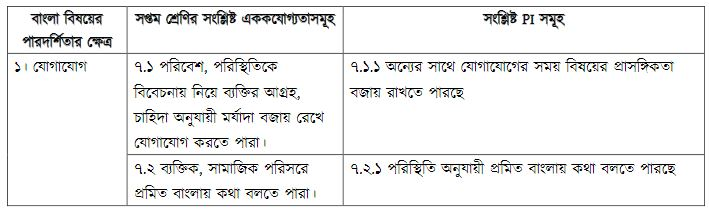 বাংলা বিষয়ের
পারদর্শিতার ক্ষেত্র
সপ্তম শ্রেণির সংশ্লিষ্ট এককযোগ্যতাসমূহ
সংশ্লিষ্ট PI সমূহ
১। যোগাযোগ
৭.১ পরিবেশ, পরিস্থিতিকে
বিবেচনায় নিয়ে ব্যক্তির আগ্রহ,
চাহিদা অনুযায়ী মর্যাদা বজায় রেখে
যোগাযোগ করতে পারা।
৭.১.১ অন্যের সাথে যোগাযোগের সময় বিষয়ের প্রাসঙ্গিকতা
বজায় রাখতে পারছে
৭.২ ব্যক্তিক, সামাজিক পরিসরে
প্রমিত বাংলায় কথা বলতে পারা।
৭.২.১ পরিস্থিতি অনুযায়ী প্রমিত বাংলায় কথা বলতে পারছে